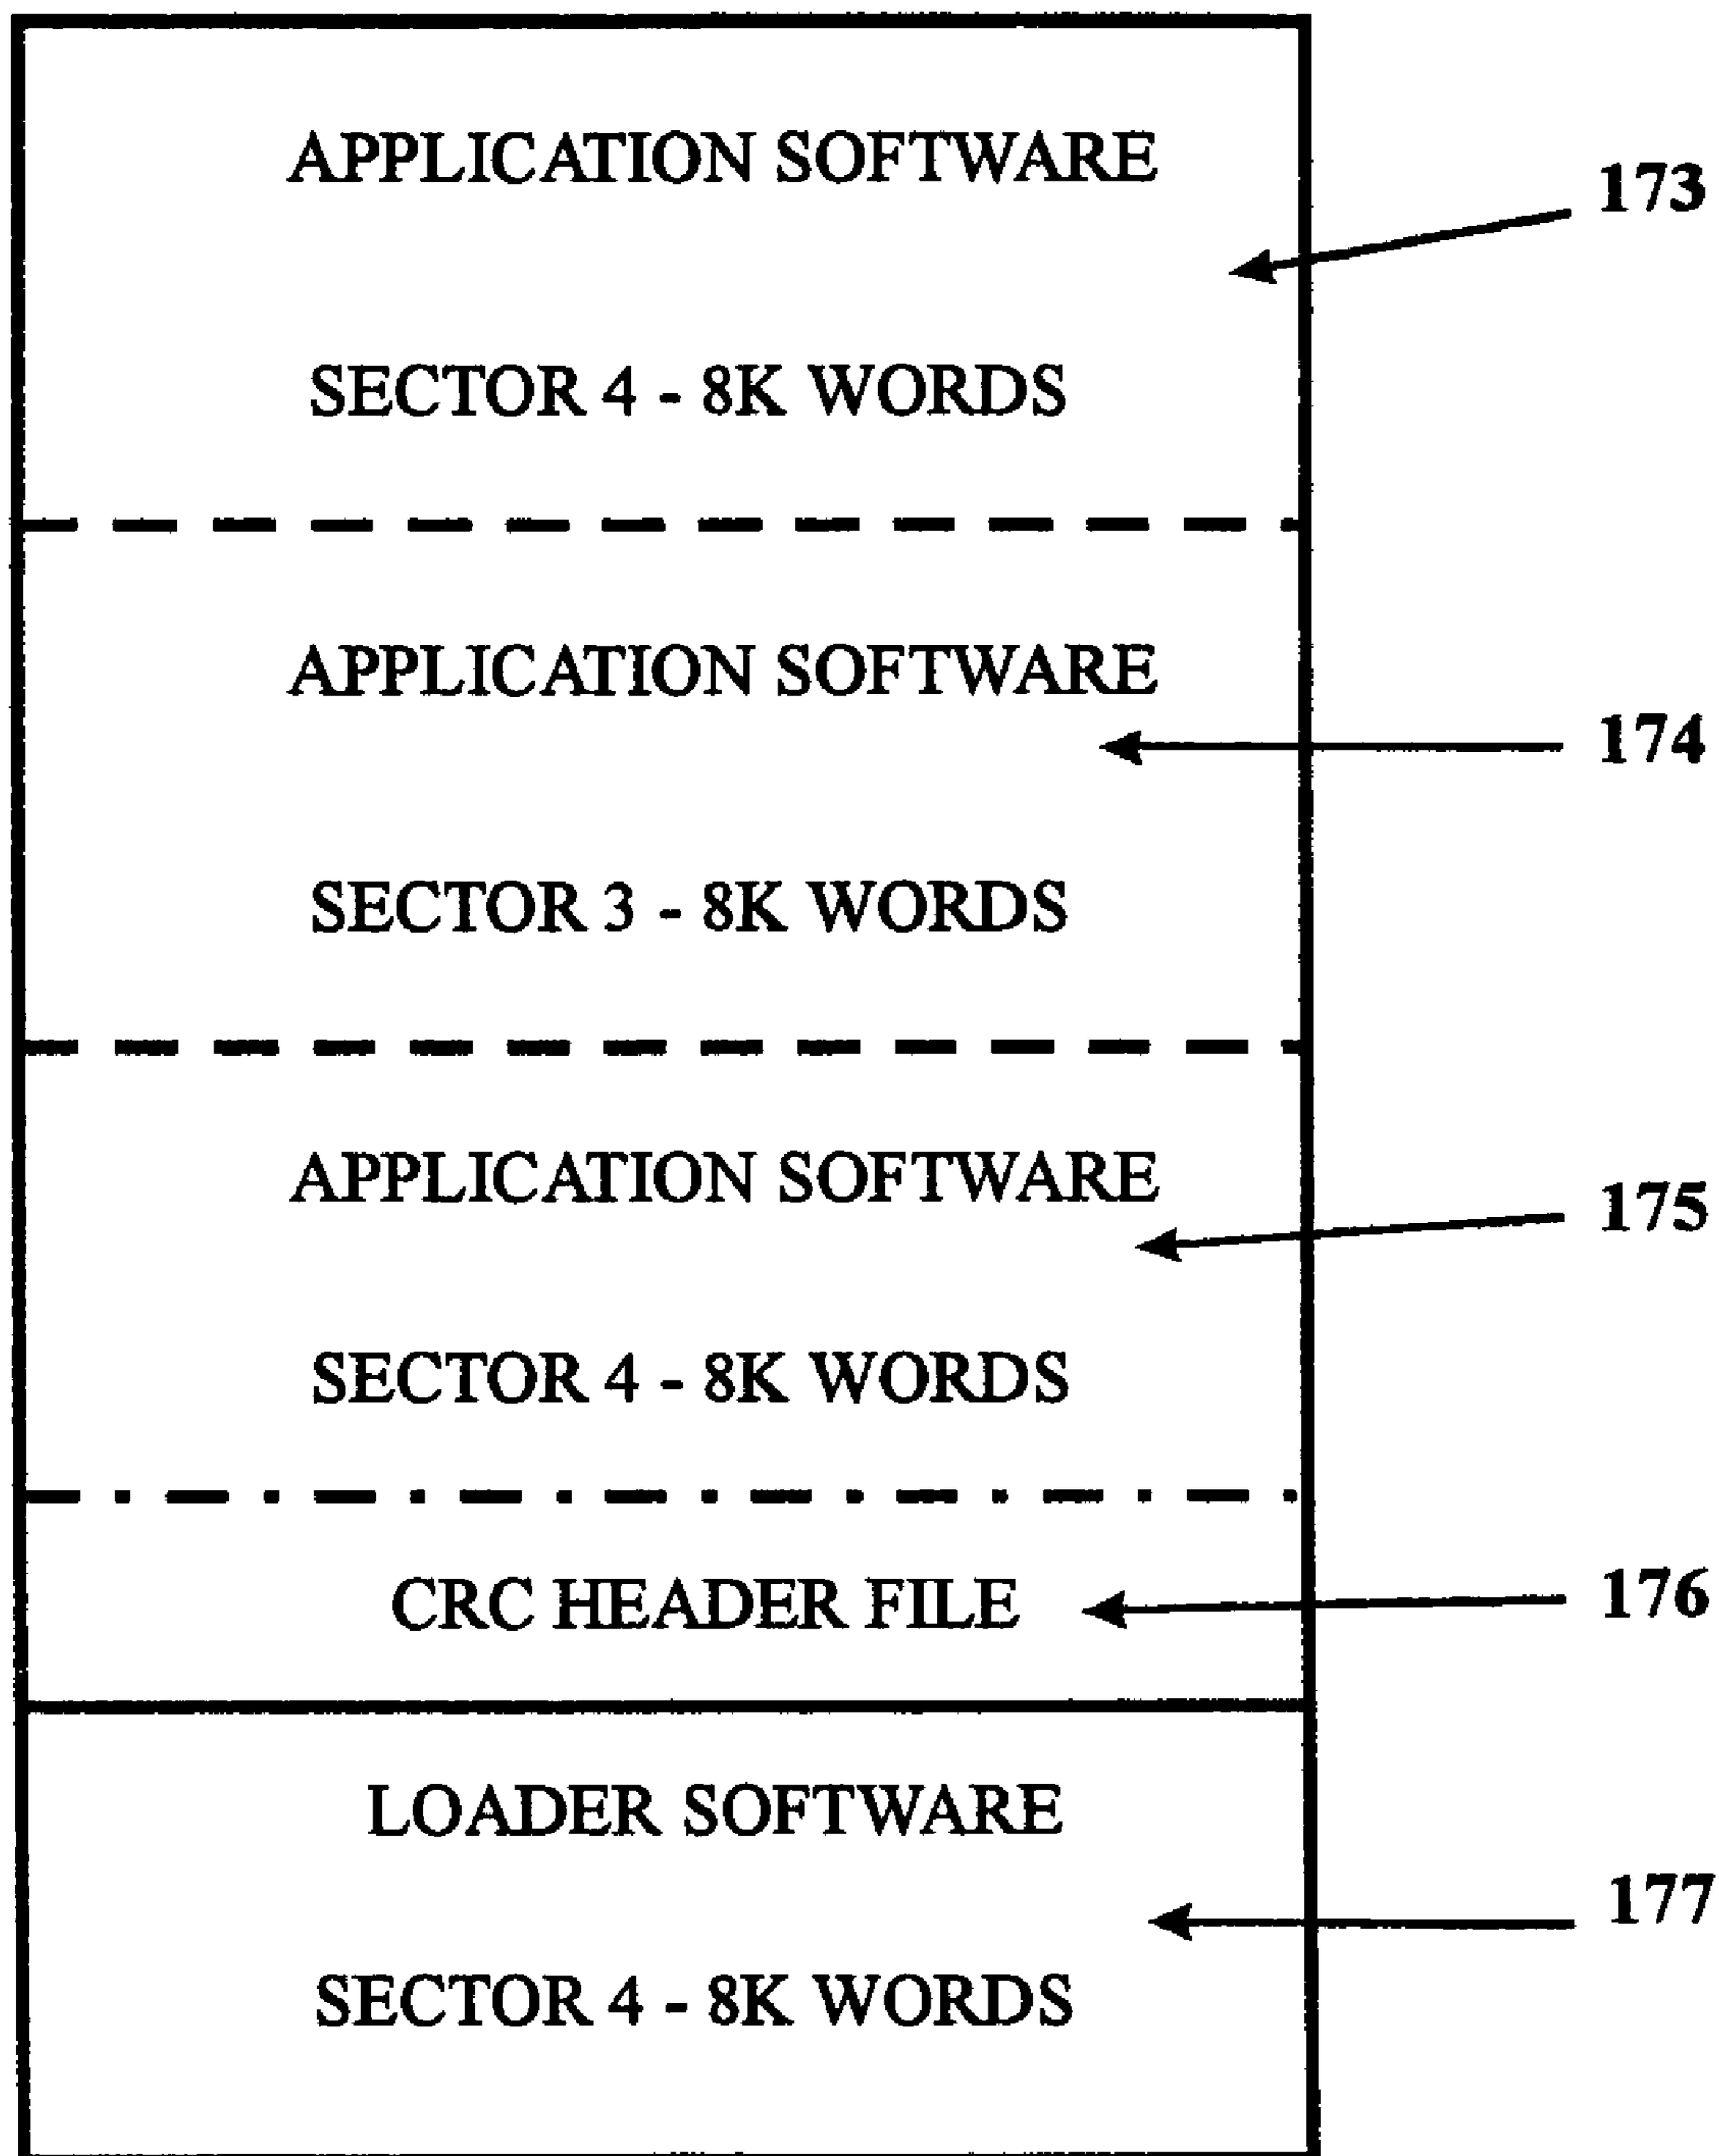 APPLICATION SOFTWARE
173
SECTOR 4 - 8K WORDS
APPLICATION SOFTWARE
174
SECTOR 3 - 8K WORDS
APPLICATION SOFTWARE
175
SECTOR 4 - 8K WORDS
CRC HEADER FILE
176
LOADER SOFTWARE
177
SECTOR 4 - 8K WORDS